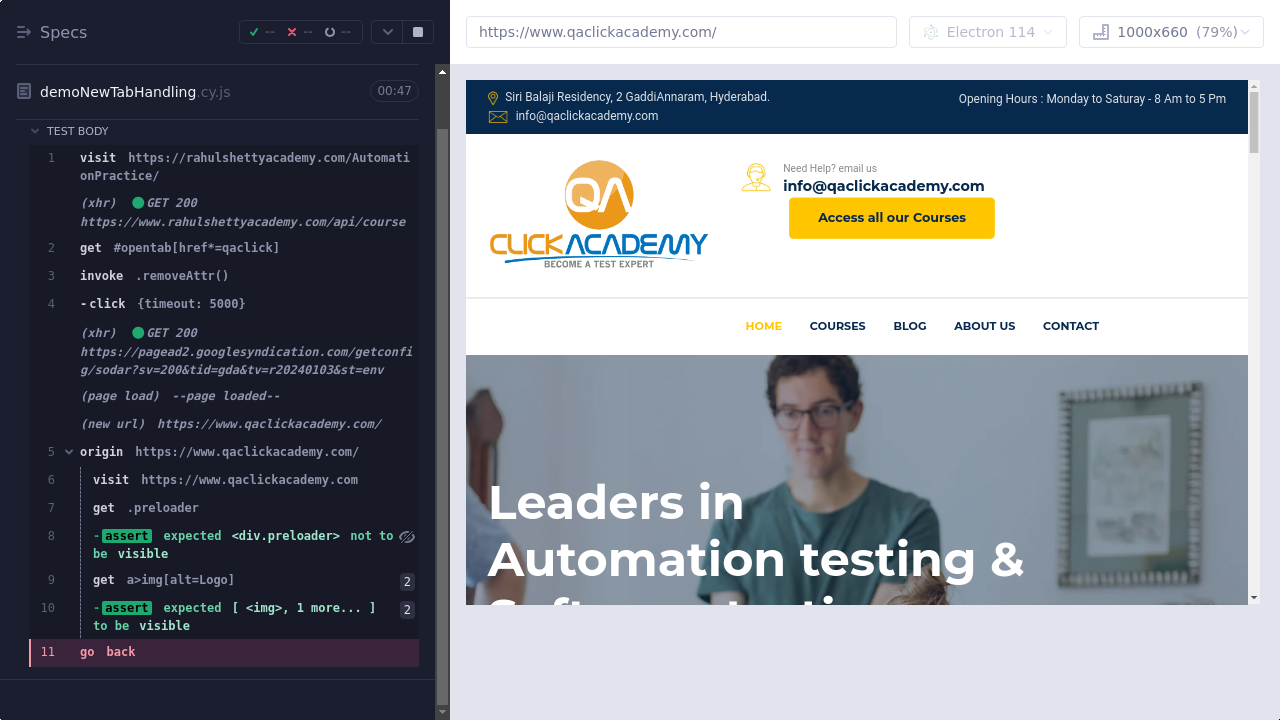 Specs
--
--
--
demoNewTabHandling.cy.js
00:47
TEST BODY
1 visit https://rahulshettyacademy.com/Automati
onPractice/
(xhr) GET 200
https://www.rahulshettyacademy.com/api/course
2 get #opentab[href*=qaclick]
3 invoke .removeAttr()
4 -click {timeout: 5000}
(xhr) GET 200
https://pagead2.googlesyndication.com/getconfi
g/sodar?sv=200&tid=gda&tv=r20240103&st=env
(page load) --page loaded--
(new url) https://www.qaclickacademy.com/
5 origin https://www.qaclickacademy.com/
6 visit https://www.qaclickacademy.com
7 get .preloader
8 -assert expected <div.preloader> not to
be visible
9 get a>img[alt=Logo] 2
10 -assert expected [ <img>, 1 more... ] 2
to be visible
11 go back
https://www.qaclickacademy.com/
Electron 114
1000x660 (79%)
Siri Balaji Residency, 2 GaddiAnnaram, Hyderabad.
info@qaclickacademy.com
Opening Hours : Monday to Saturay - 8 Am to 5 Pm
QA
CLICKACADEMY
BECOME A TEST EXPERT
Need Help? email us
info@qaclickacademy.com
Access all our Courses
HOME COURSES BLOG ABOUT US CONTACT
Leaders in
Automation testing &